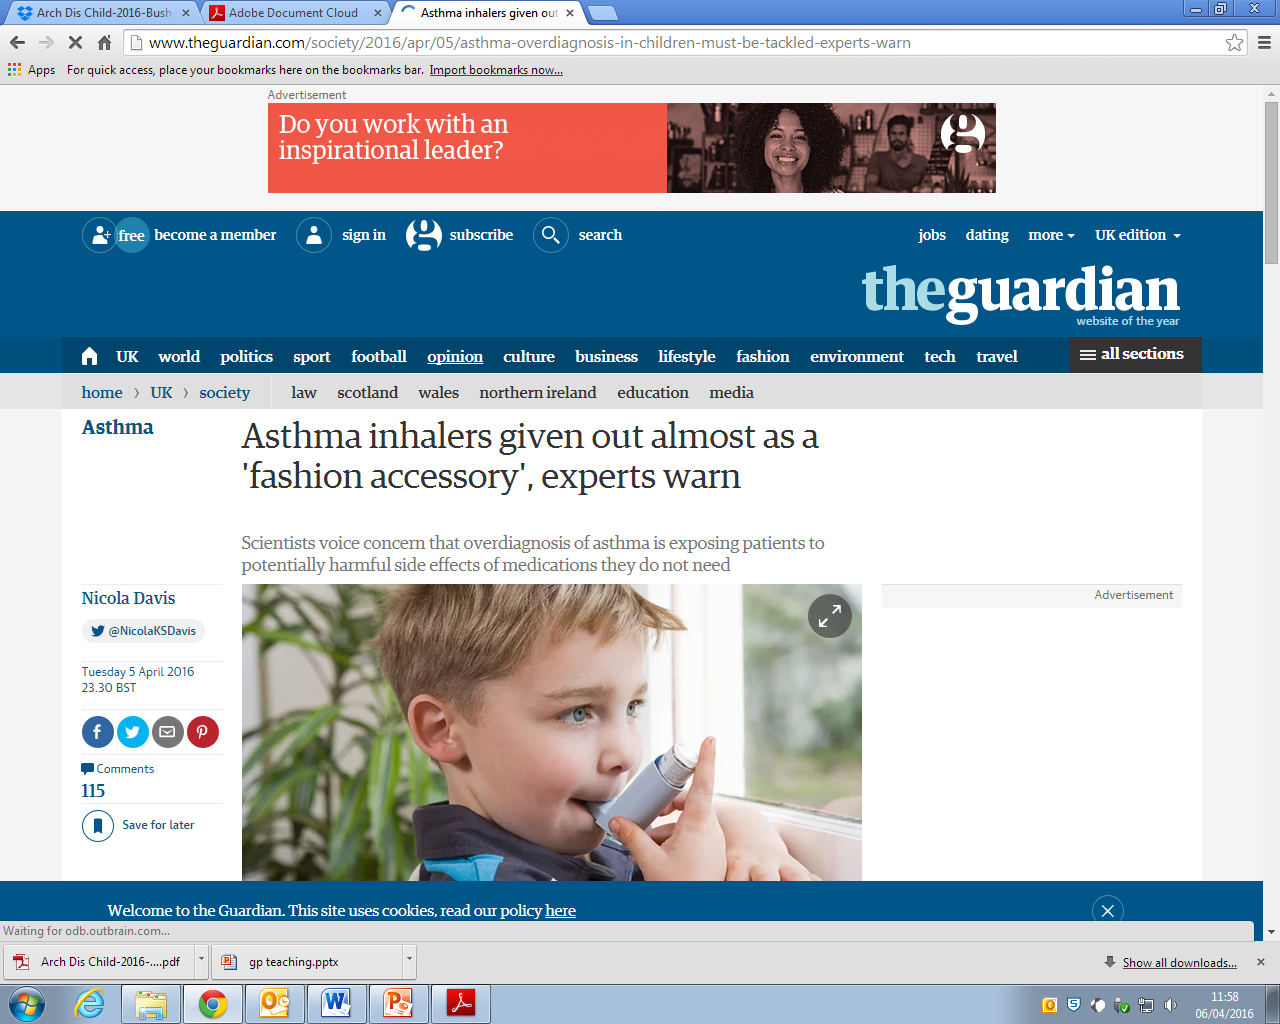 Arch Dis Child-2016-Bush-
Adobe Document Cloud
Asthma inhalers given out
www.theguardian.com/society/2016/apr/05/asthma-overdiagnosis-in-children-must-be-tackled-experts-warn
Apps For quick access, place your bookmarks here on the bookmarks bar. Import bookmarks now...
Advertisement
Do you work with an
inspirational leader?
free become a member sign in subscribe search jobs dating more UK edition
theguardian
website of the year
UK world politics sport football opinion culture business lifestyle fashion environment tech travel all sections
home › UK › society law scotland wales northern ireland education media
Asthma
Asthma inhalers given out almost as a
'fashion accessory', experts warn
Scientists voice concern that overdiagnosis of asthma is exposing patients to
potentially harmful side effects of medications they do not need
Nicola Davis
@NicolaKSDavis
Tuesday 5 April 2016
23.30 BST
Comments
115
Save for later
Advertisement
Welcome to the Guardian. This site uses cookies, read our policy here
Waiting for odb.outbrain.com...
Arch Dis Child-2016-....pdf gp teaching.pptx Show all downloads...
11:58
06/04/2016